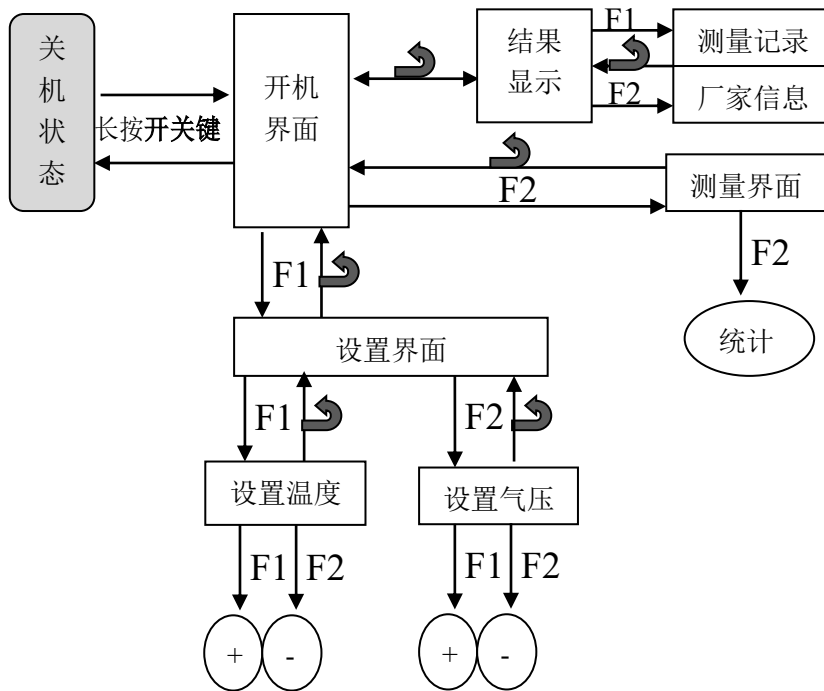 关
机
状
态
长按开关键
开机
界面
结果
显示
F1
F2
测量记录
厂家信息
F2
测量界面
F2
统计
F1
设置界面
F1
F2
设置温度
设置气压
F1
F2
F1
F2
+
-
+
-